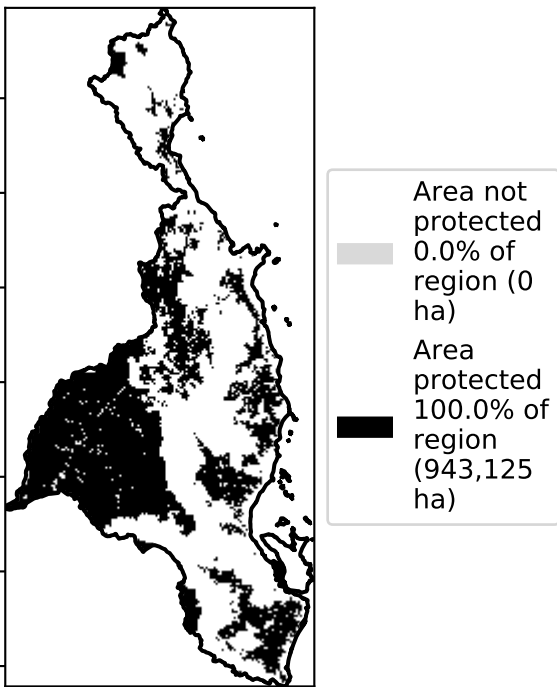 Area not
protected
0.0% of
region (0
ha)
Area
protected
100.0% of
region
(943,125
ha)